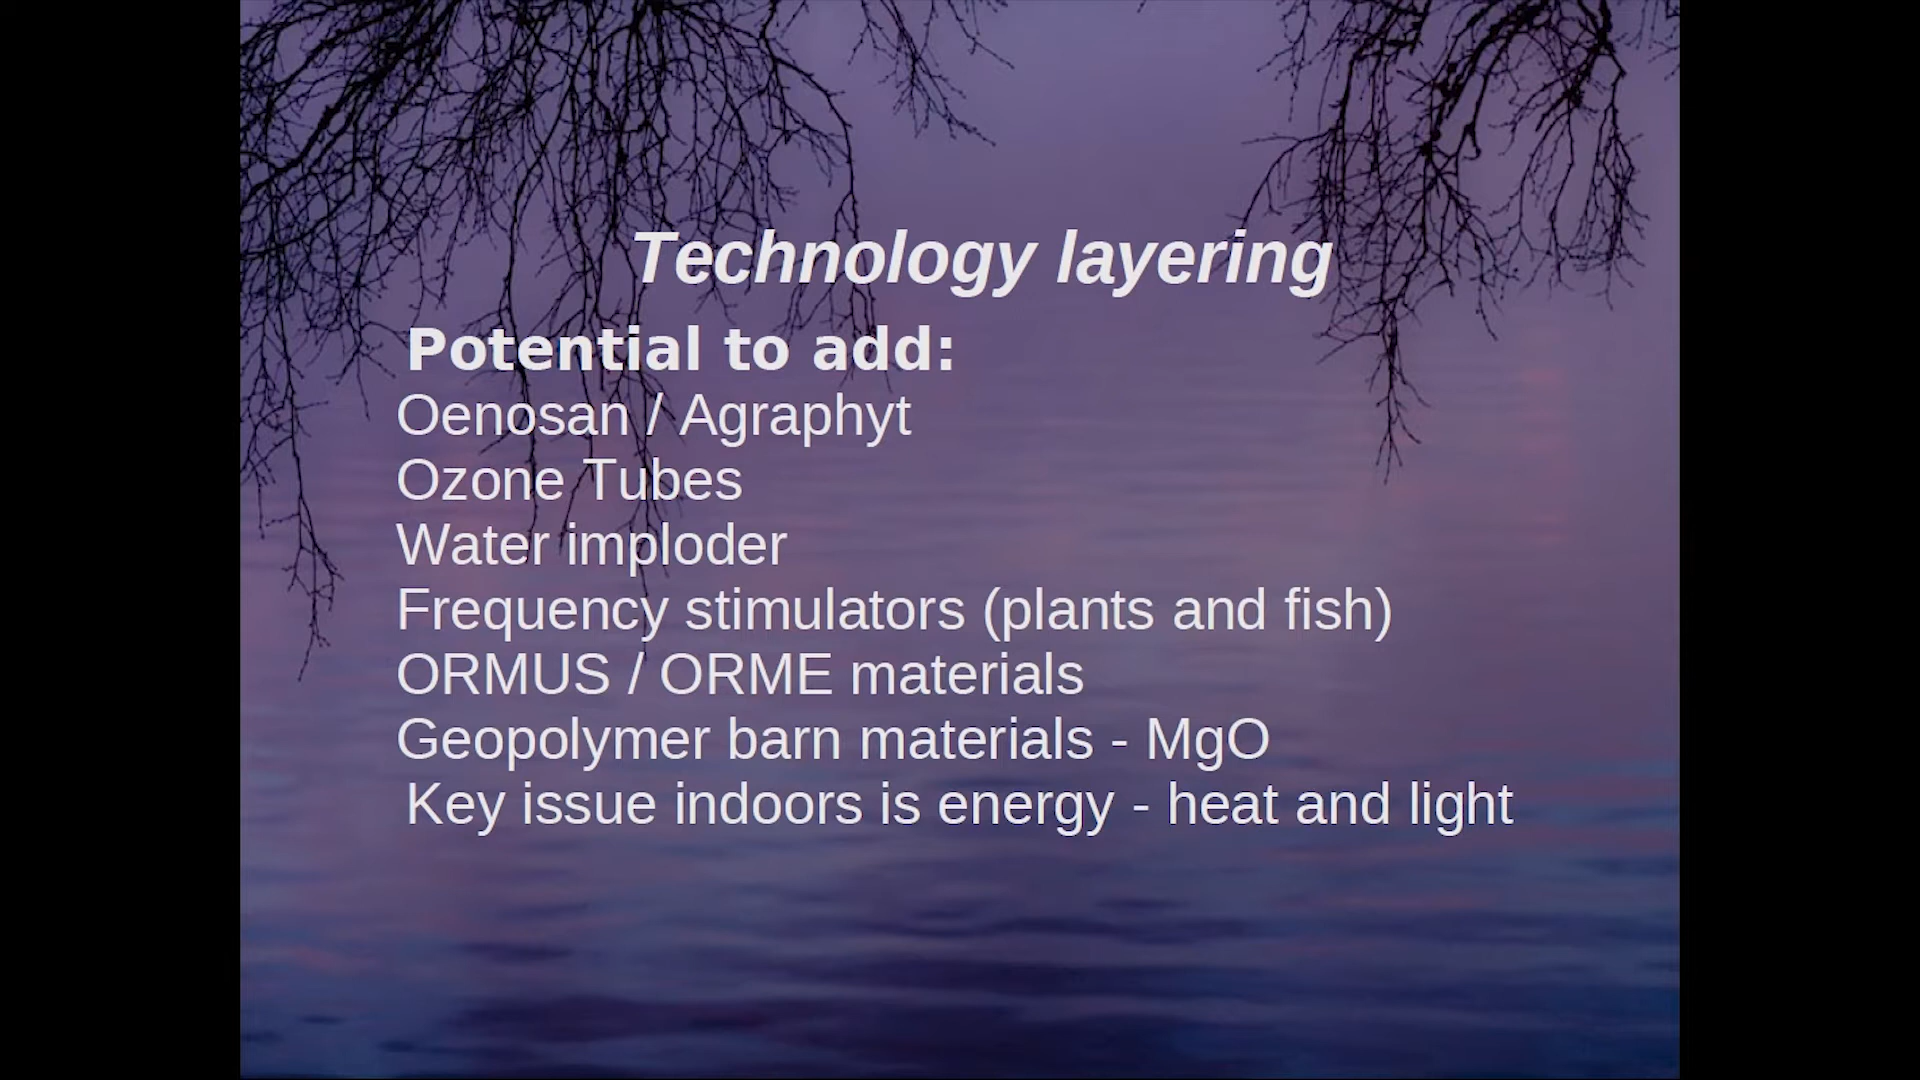 Technology layering
Potential to add:
Oenosan / Agraphyt
Ozone Tubes
Water imploder
Frequency stimulators (plants and fish)
ORMUS / ORME materials
Geopolymer barn materials - MgO
Key issue indoors is energy - heat and light